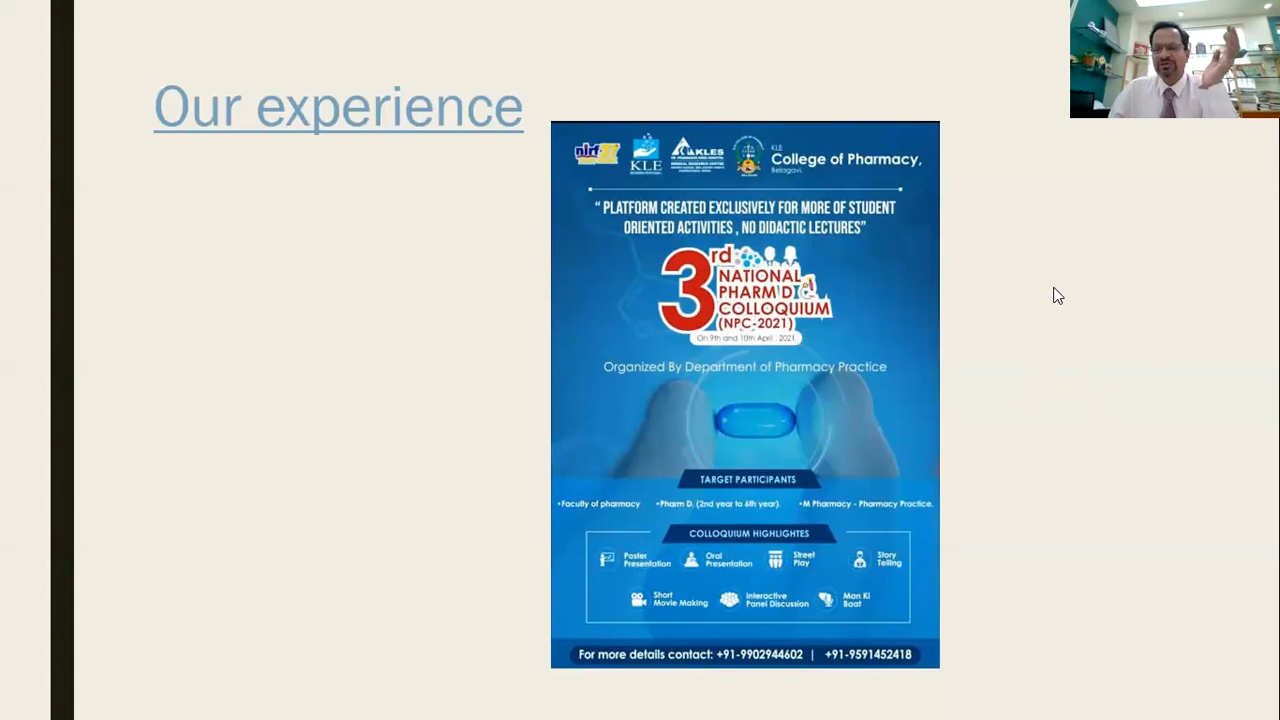 Our experience
nirf-27
KLE
KLES
KLE
College of Pharmacy,
Belagavi.
“ PLATFORM CREATED EXCLUSIVELY FOR MORE OF STUDENT
ORIENTED ACTIVITIES , NO DIDACTIC LECTURES”
3rd
NATIONAL
PHARM D
COLLOQUIUM
(NPC-2021)
On 9th and 10th April , 2021
Organized By Department of Pharmacy Practice
TARGET PARTICIPANTS
•Faculty of pharmacy •Pharm D. (2nd year to 6th year). •M Pharmacy - Pharmacy Practice.
COLLOQUIUM HIGHLIGHTES
Poster Presentation
Oral Presentation
Street Play
Story Telling
Short Movie Making
Interactive Panel Discussion
Man Ki Baat
For more details contact: +91-9902944602 | +91-9591452418